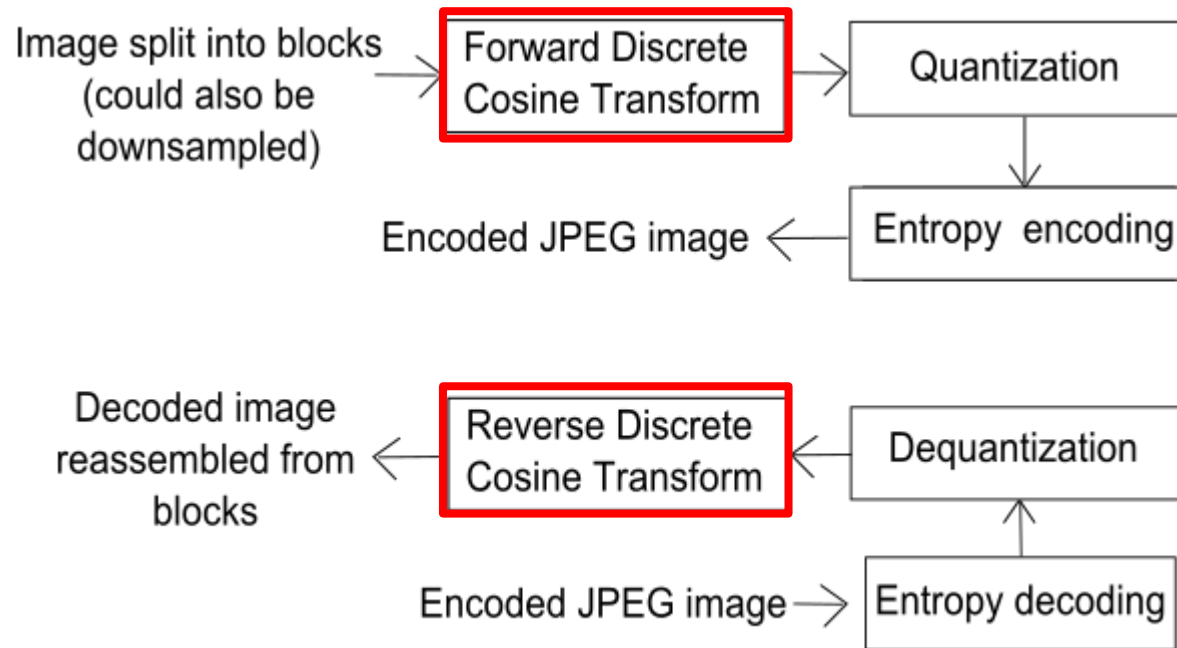 Image split into blocks
(could also be
downsampled)
Forward Discrete
Cosine Transform
Quantization
Entropy encoding
Encoded JPEG image
Decoded image
reassembled from
blocks
Reverse Discrete
Cosine Transform
Dequantization
Encoded JPEG image
Entropy decoding